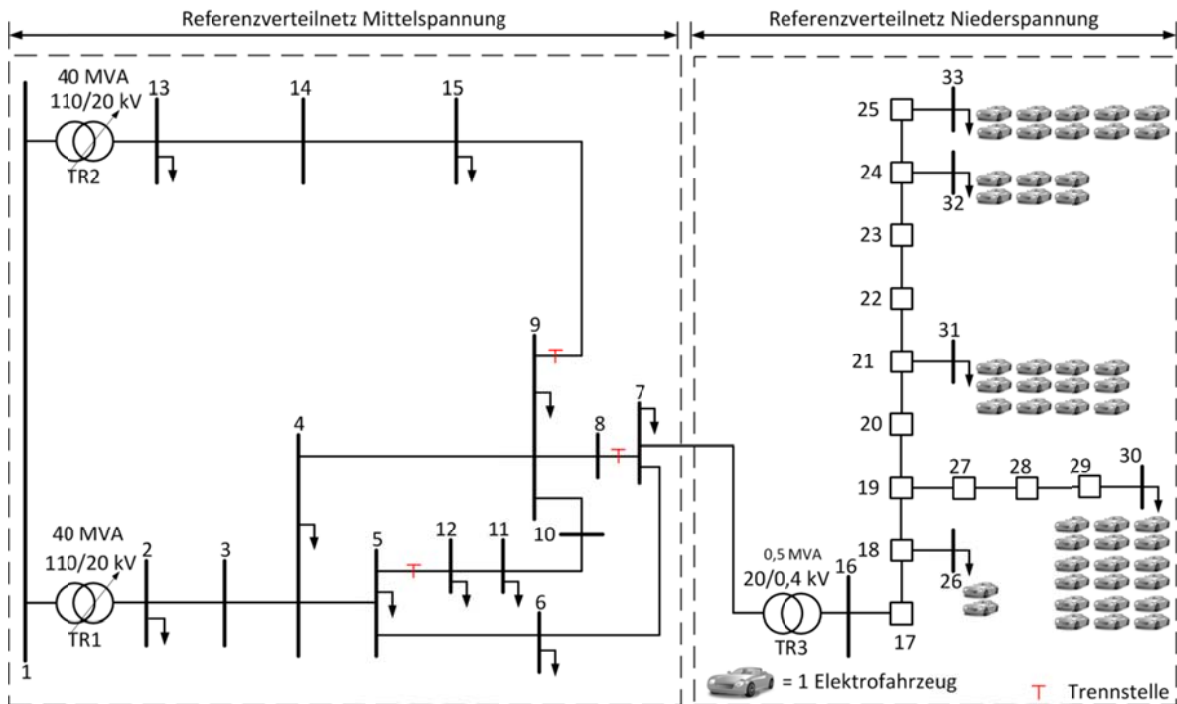 Referenzverteilnetz Mittelspannung
Referenzverteilnetz Niederspannung
40 MVA
110/20 kV
TR2
13
14
15
33
25
24
32
23
22
9
31
21
7
4
8
20
27
28
29
30
19
40 MVA
110/20 kV
2
3
5
12
11
10
0,5 MVA
20/0,4 kV
16
18
26
6
TR1
TR3
17
1
= 1 Elektrofahrzeug
T Trennstelle